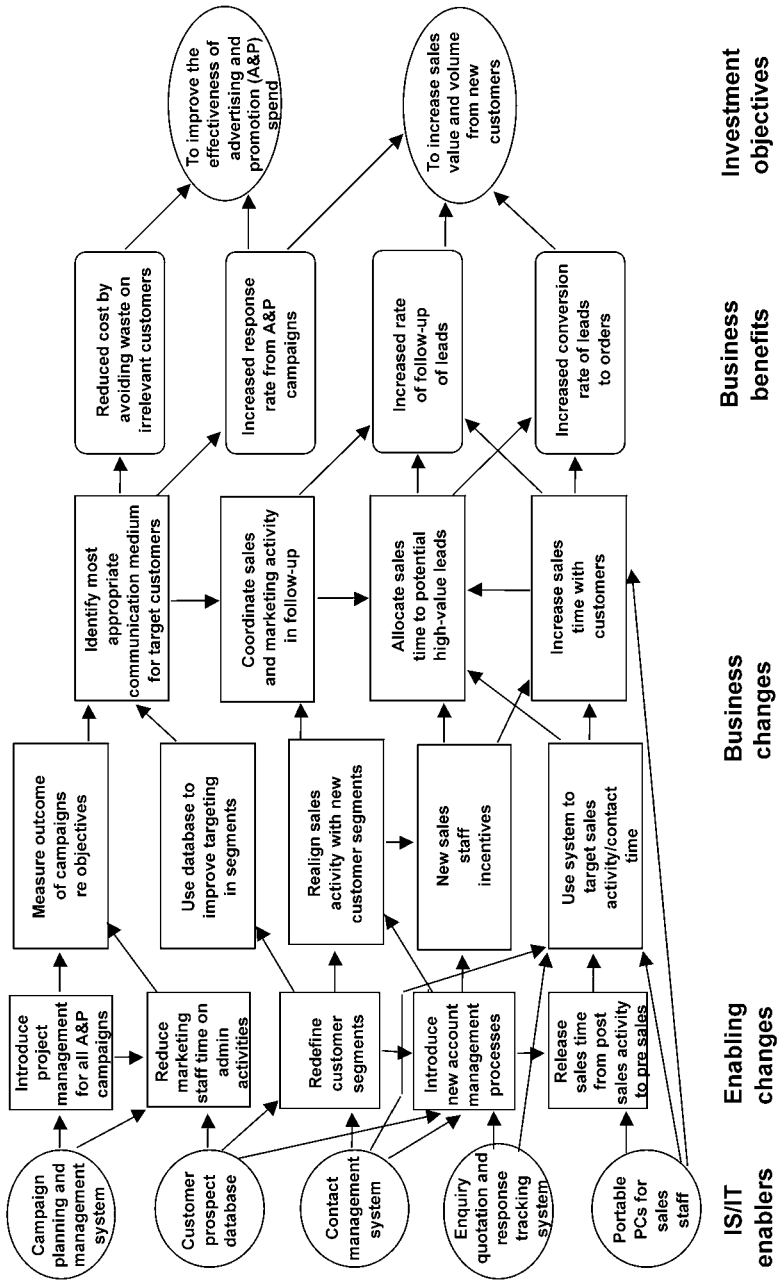 Campaign
planning and
management
system
Customer
prospect
database
Contact
management
system
Enquiry
quotation and
response
tracking
system
Portable
PCs for
sales
staff
IS/IT
enablers
Introduce
project
management
for all A&P
campaigns
Reduce
marketing
staff time on
admin
activities
Redefine
customer
segments
Introduce
new account
management
processes
Release
sales time
from post
sales activity
to pre sales
Enabling
changes
Measure outcome
of campaigns
re objectives
Use database to
improve targeting
in segments
Realign sales
activity with new
customer segments
New sales
staff
incentives
Use system to
target sales
activity/contact
time
Identify most
appropriate
communication medium
for target customers
Coordinate sales
and marketing activity
in follow-up
Allocate sales
time to potential
high-value leads
Increase sales
time with
customers
Business
changes
Reduced cost by
avoiding waste on
irrelevant customers
Increased response
rate from A&P
campaigns
Increased rate
of follow-up
of leads
Increased conversion
rate of leads
to orders
Business
benefits
To improve the
effectiveness of
advertising and
promotion (A&P)
spend
To increase sales
value and volume
from new
customers
Investment
objectives